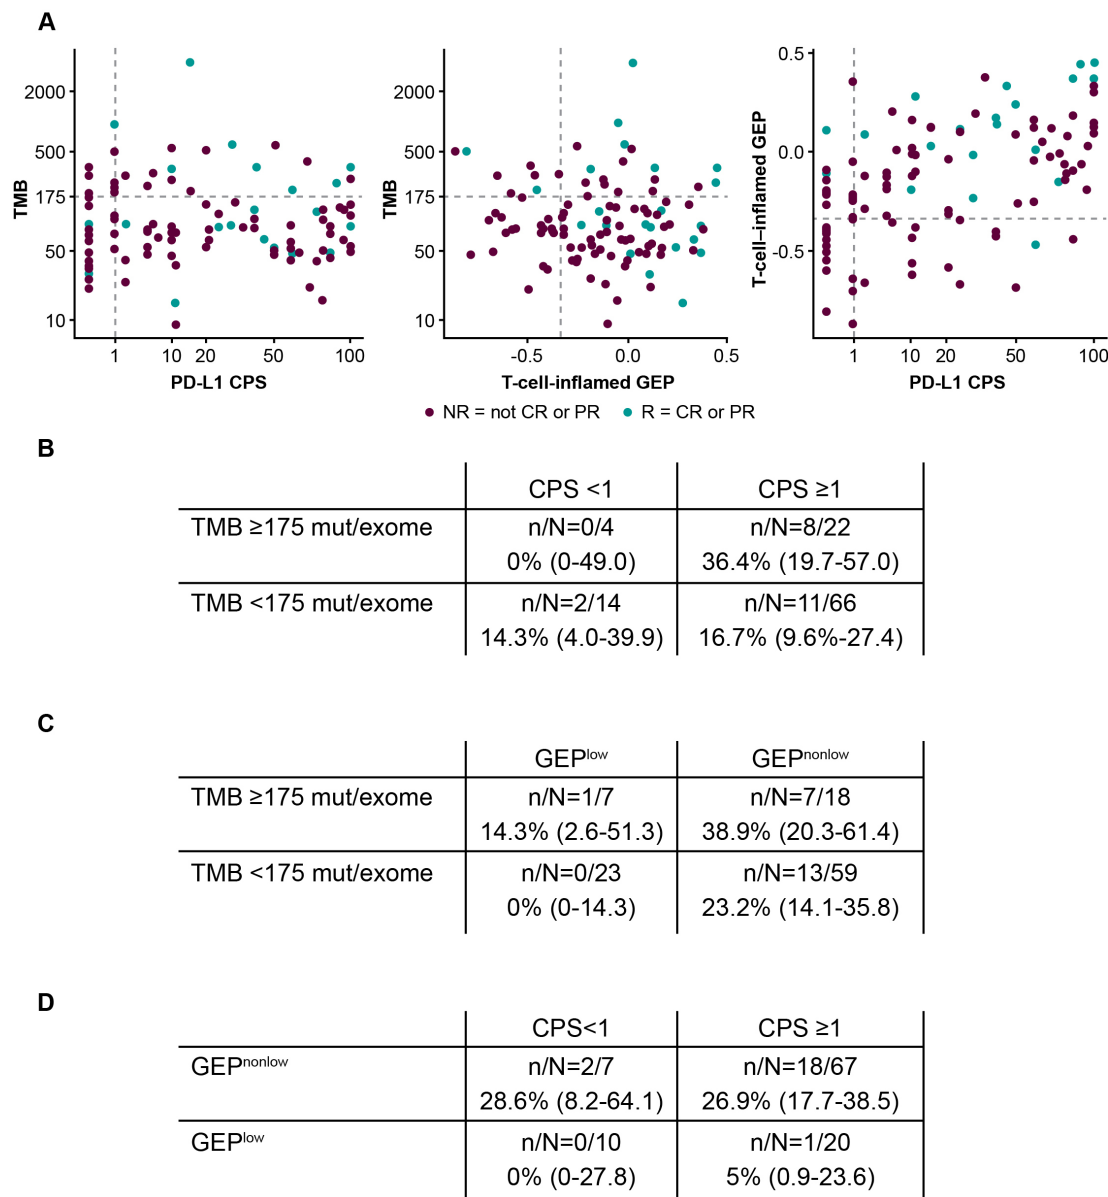 A
TMB
2000
500
175
50
10
1 10 20 50 100
PD-L1 CPS
TMB
2000
500
175
50
10
-0.5 0.0 0.5
T-cell-inflamed GEP
T-cell–inflamed GEP
0.5
0.0
-0.5
1 10 20 50 100
PD-L1 CPS
NR = not CR or PR R = CR or PR
B
CPS <1 CPS ≥1
TMB ≥175 mut/exome n/N=0/4 n/N=8/22
0% (0-49.0) 36.4% (19.7-57.0)
TMB <175 mut/exome n/N=2/14 n/N=11/66
14.3% (4.0-39.9) 16.7% (9.6%-27.4)
C
GEPlow GEPnonlow
TMB ≥175 mut/exome n/N=1/7 n/N=7/18
14.3% (2.6-51.3) 38.9% (20.3-61.4)
TMB <175 mut/exome n/N=0/23 n/N=13/59
0% (0-14.3) 23.2% (14.1-35.8)
D
CPS<1 CPS ≥1
GEPnonlow n/N=2/7 n/N=18/67
28.6% (8.2-64.1) 26.9% (17.7-38.5)
GEPlow n/N=0/10 n/N=1/20
0% (0-27.8) 5% (0.9-23.6)